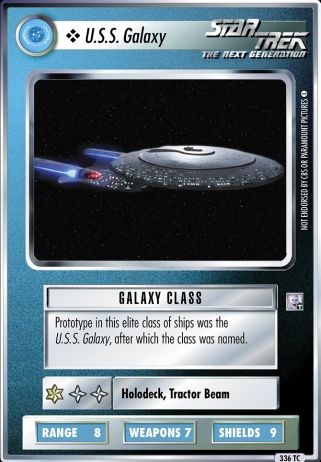 ❖ U.S.S. Galaxy
STAR TREK
THE NEXT GENERATION
NOT ENDORSED BY CBS OR PARAMOUNT PICTURES
GALAXY CLASS
Prototype in this elite class of ships was the
U.S.S. Galaxy, after which the class was named.
Holodeck, Tractor Beam
RANGE 8 WEAPONS 7 SHIELDS 9
336 TC